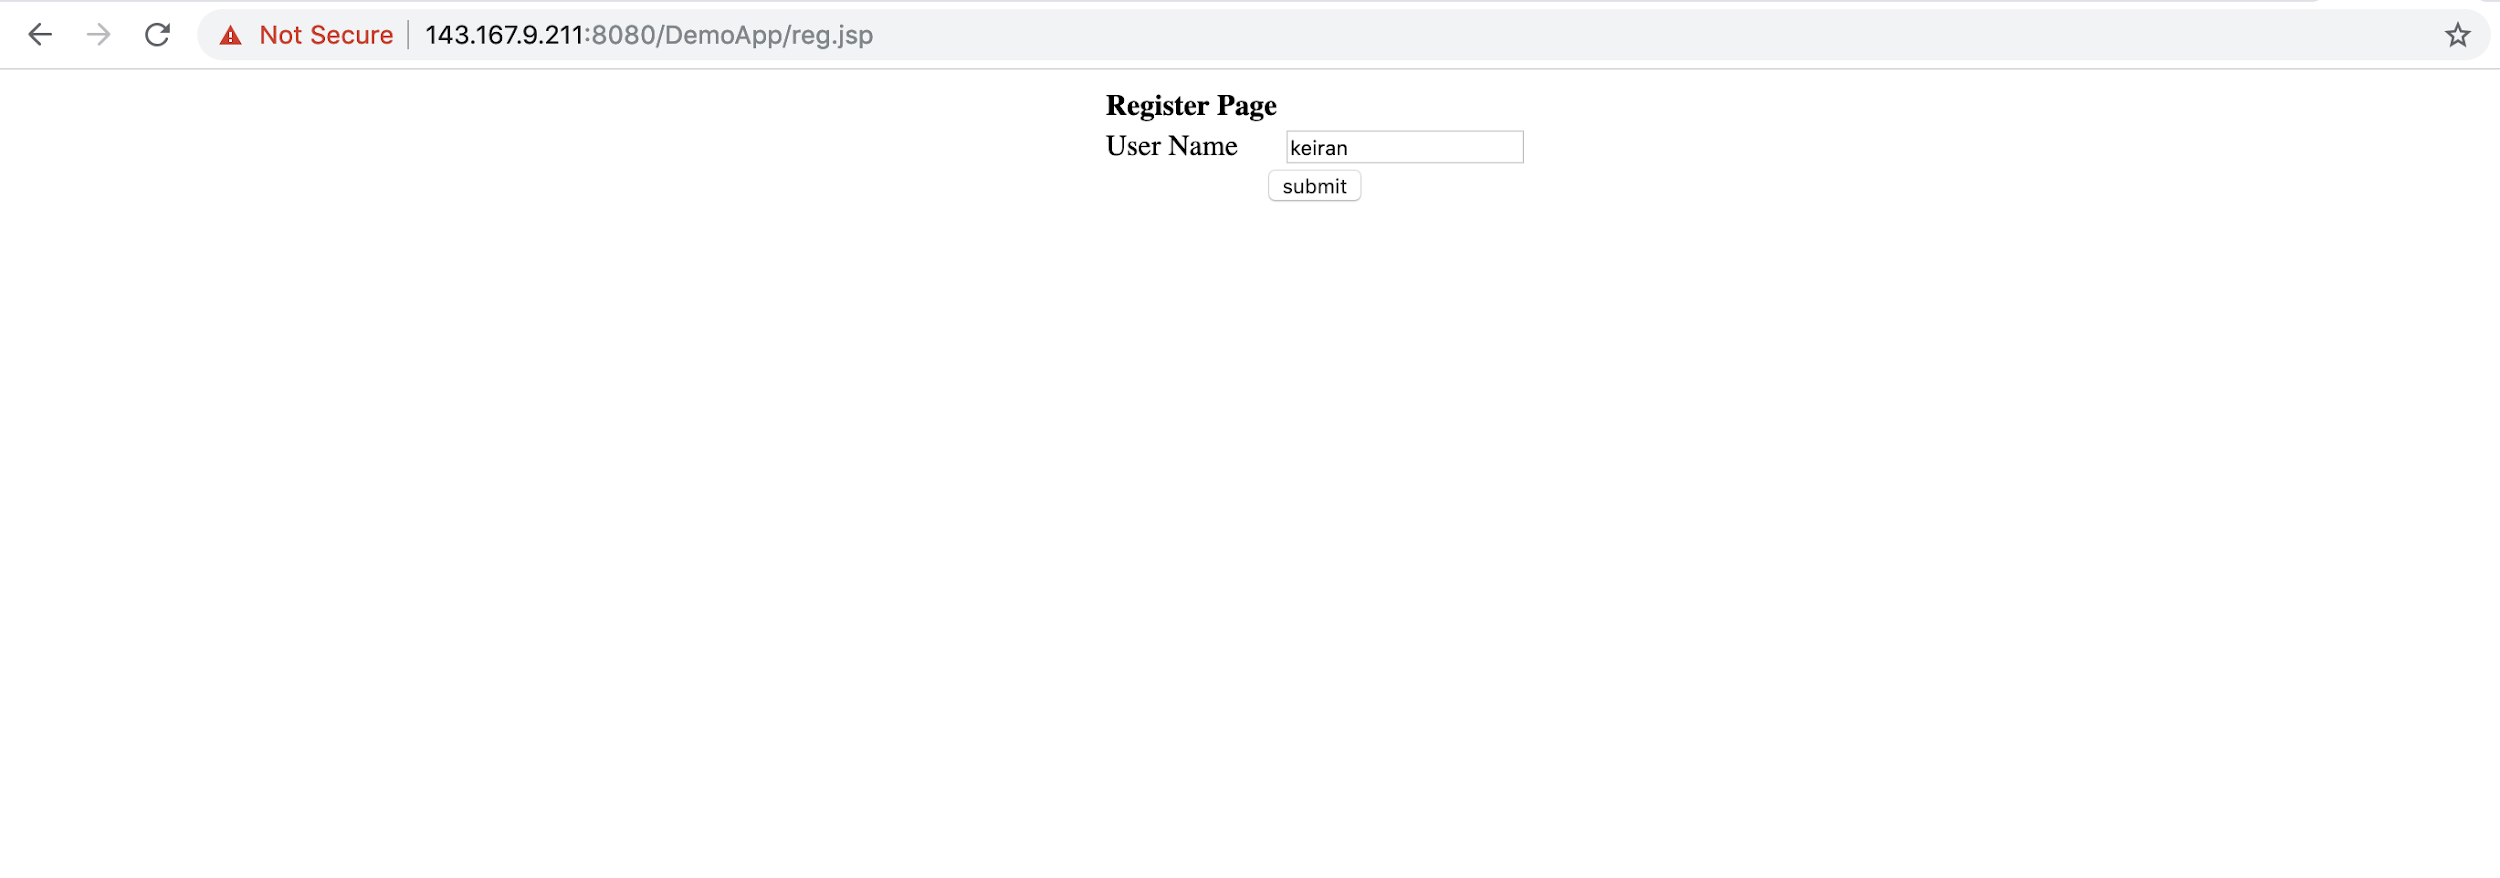 Not Secure 143.167.9.211:8080/DemoApp/reg.jsp
Register Page
User Name keiran
submit